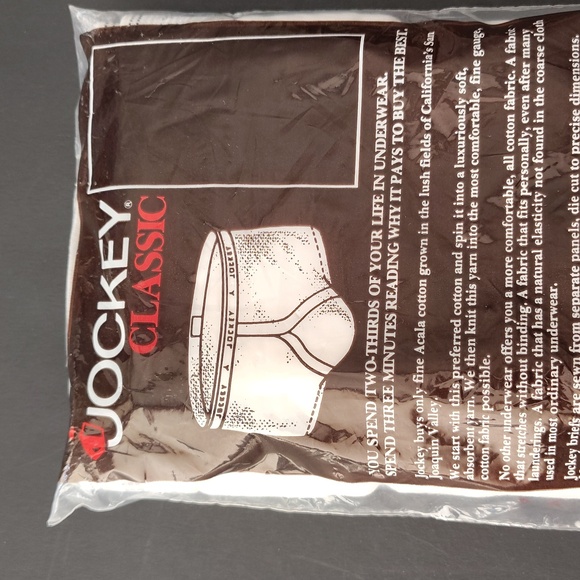 JOCKEY®
CLASSIC
JOCKEY JOCKEY JOCKEY
YOU SPEND TWO-THIRDS OF YOUR LIFE IN UNDERWEAR.
SPEND THREE MINUTES READING WHY IT PAYS TO BUY THE BEST.
Jockey buys only fine Acala cotton grown in the lush fields of California's San
Joaquin Valley.
We start with this preferred cotton and spin it into a luxuriously soft,
absorbent yarn. We then knit this yarn into the most comfortable, fine gauge,
cotton fabric possible.
No other underwear offers you a more comfortable, all cotton fabric. A fabric
that stretches without binding. A fabric that fits personally, even after many
launderings. A fabric that has a natural elasticity not found in the coarse cloth
used in most ordinary underwear.
Jockey briefs are sewn from separate panels, die cut to precise dimensions.